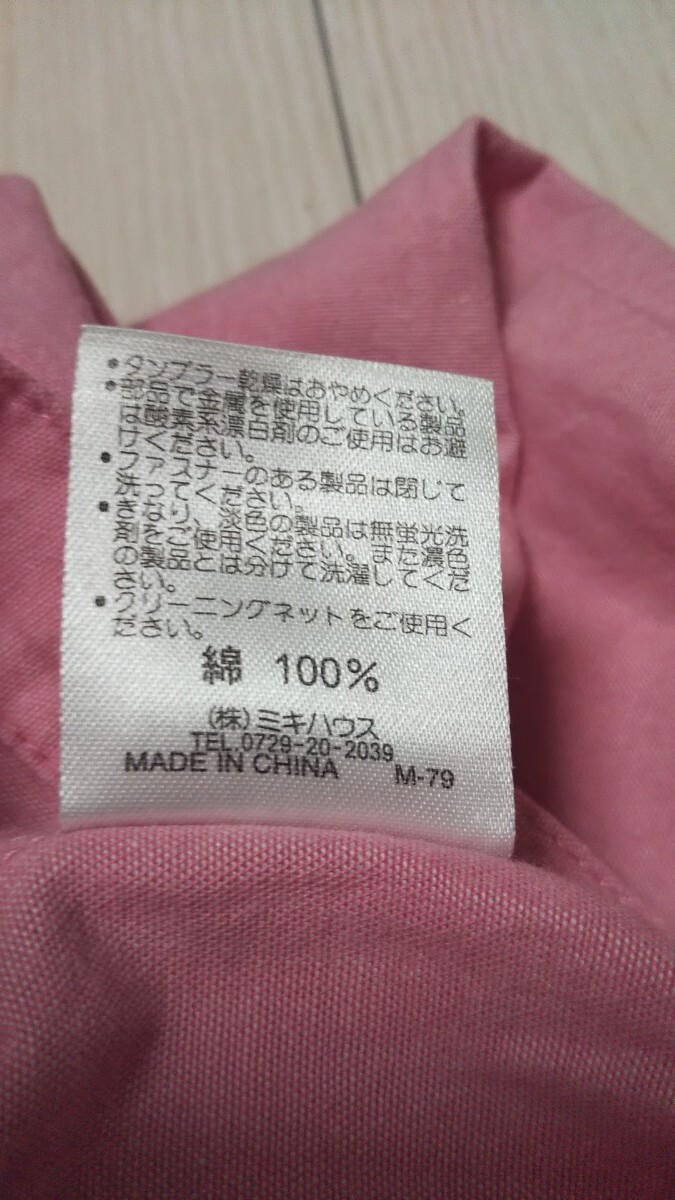 •タンブラー乾燥はおやめください。
•部品で金属を使用している製品
は酸素系漂白剤のご使用はお避
けください。
•ファスナーのある製品は閉じて
洗ってください。
•きなり、淡色の製品は無蛍光洗
剤をご使用ください。また濃色
の製品とは分けて洗濯してくだ
さい。
•クリーニングネットをご使用く
ださい。
綿 100%
(株)ミキハウス
TEL.0729-20-2039
MADE IN CHINA M-79